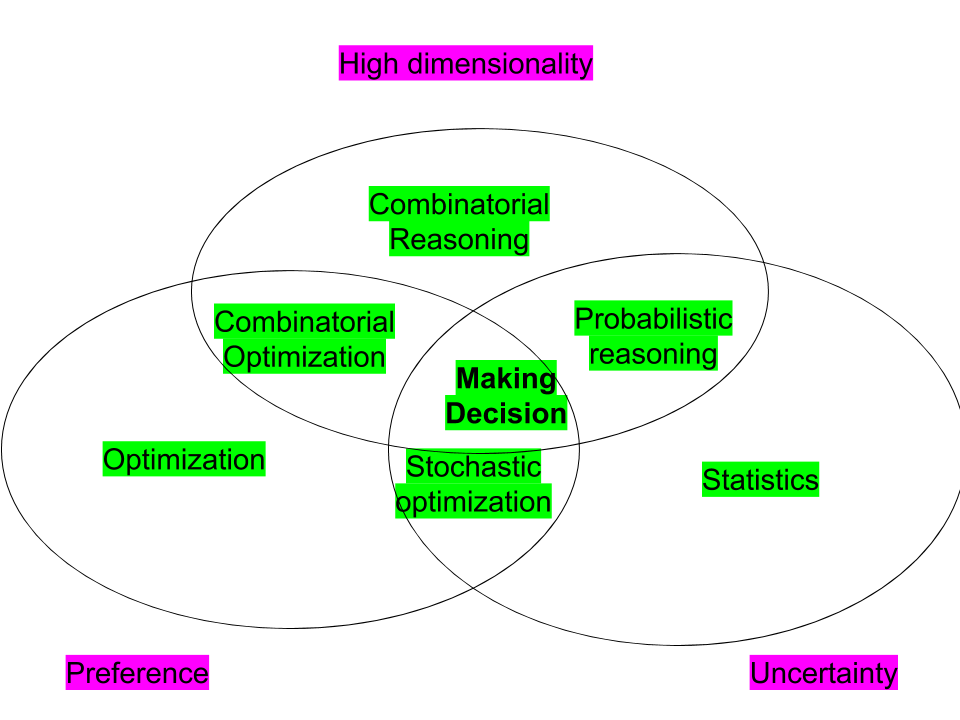 High dimensionality
Combinatorial
Reasoning
Combinatorial
Optimization
Probabilistic
reasoning
Making
Decision
Optimization
Stochastic
optimization
Statistics
Preference
Uncertainty